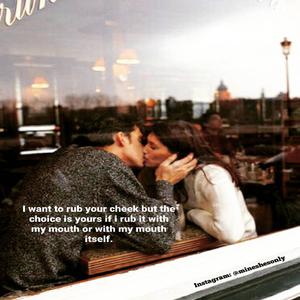 I want to rub your cheek but the
choice is yours if i rub it with
my mouth or with my mouth
itself.
Instagram: @mineshesonly